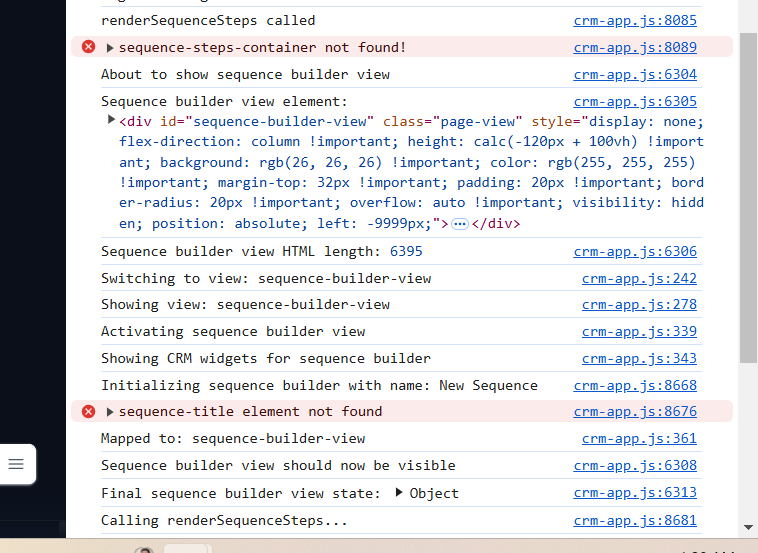 renderSequenceSteps called crm-app.js:8085
sequence-steps-container not found! crm-app.js:8089
About to show sequence builder view crm-app.js:6304
Sequence builder view element: crm-app.js:6305
<div id="sequence-builder-view" class="page-view" style="display: none;
flex-direction: column !important; height: calc(-120px + 100vh) !import
ant; background: rgb(26, 26, 26) !important; color: rgb(255, 255, 255)
!important; margin-top: 32px !important; padding: 20px !important; bord
er-radius: 20px !important; overflow: auto !important; visibility: hidd
en; position: absolute; left: -9999px;">…</div>
Sequence builder view HTML length: 6395 crm-app.js:6306
Switching to view: sequence-builder-view crm-app.js:242
Showing view: sequence-builder-view crm-app.js:278
Activating sequence builder view crm-app.js:339
Showing CRM widgets for sequence builder crm-app.js:343
Initializing sequence builder with name: New Sequence crm-app.js:8668
sequence-title element not found crm-app.js:8676
Mapped to: sequence-builder-view crm-app.js:361
Sequence builder view should now be visible crm-app.js:6308
Final sequence builder view state: Object crm-app.js:6313
Calling renderSequenceSteps... crm-app.js:8681